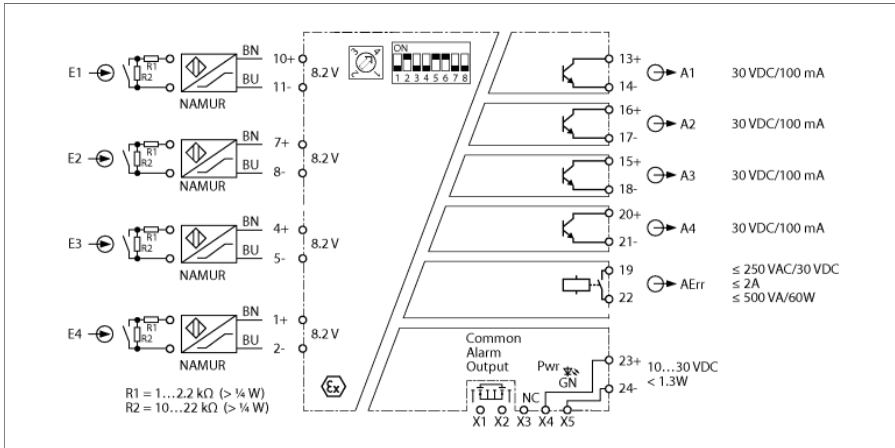 E1
R1
R2
NAMUR
BN
BU
10+
11-
8.2 V
E2
R1
R2
NAMUR
BN
BU
7+
8-
8.2 V
E3
R1
R2
NAMUR
BN
BU
4+
5-
8.2 V
E4
R1
R2
NAMUR
BN
BU
1+
2-
8.2 V
R1 = 1...2.2 kΩ (> ¼ W)
R2 = 10...22 kΩ (> ¼ W)
2 3 4
ON
1 2 3 4 5 6 7 8
Ex
13+
14-
A1
30 VDC/100 mA
16+
17-
A2
30 VDC/100 mA
15+
18-
A3
30 VDC/100 mA
20+
21-
A4
30 VDC/100 mA
19
22
AErr
≤ 250 VAC/30 VDC
≤ 2A
≤ 500 VA/60W
Common
Alarm
Output
Pwr
GN
NC
X1 X2 X3 X4 X5
23+
24-
10...30 VDC
< 1.3W